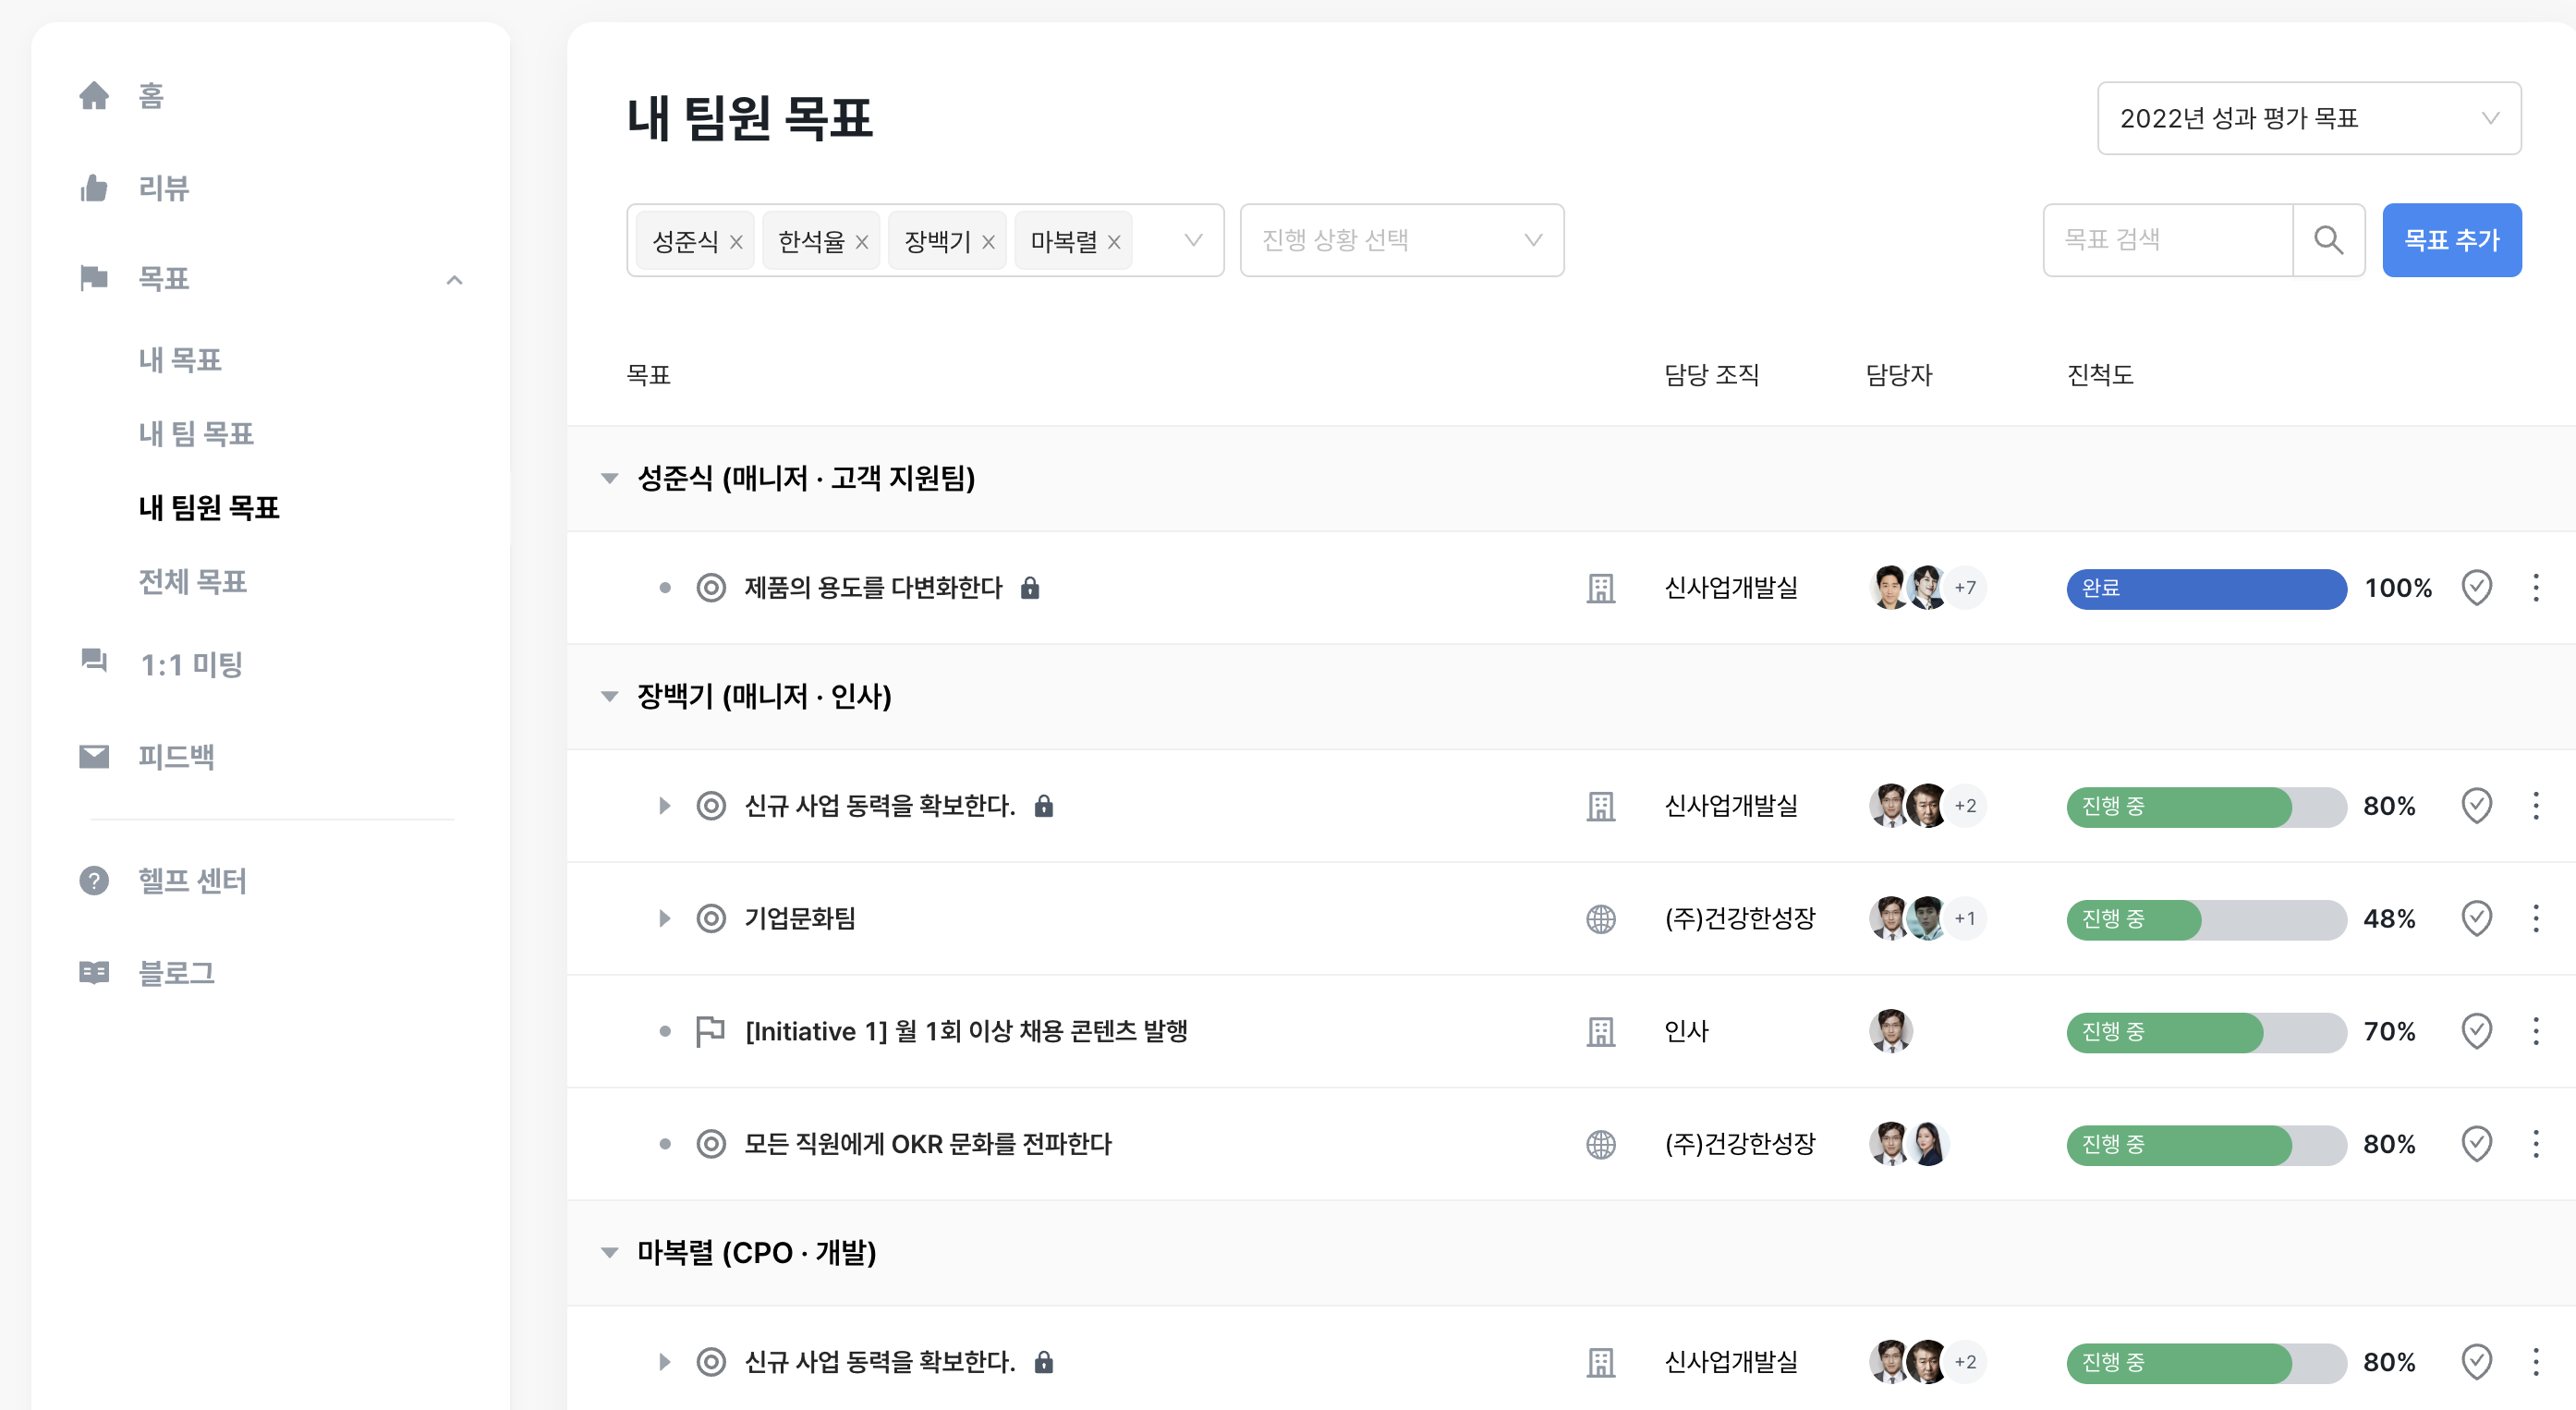 홈
리뷰
목표
내 목표
내 팀 목표
내 팀원 목표
전체 목표
1:1 미팅
피드백
헬프 센터
블로그
내 팀원 목표
2022년 성과 평가 목표
성준식 한석율 장백기 마복렬 진행 상황 선택 목표 검색 목표 추가
목표 담당 조직 담당자 진척도
성준식 (매니저 · 고객 지원팀)
제품의 용도를 다변화한다 신사업개발실 +7 완료 100%
장백기 (매니저 · 인사)
신규 사업 동력을 확보한다. 신사업개발실 +2 진행 중 80%
기업문화팀 (주)건강한성장 +1 진행 중 48%
[Initiative 1] 월 1회 이상 채용 콘텐츠 발행 인사 진행 중 70%
모든 직원에게 OKR 문화를 전파한다 (주)건강한성장 진행 중 80%
마복렬 (CPO · 개발)
신규 사업 동력을 확보한다. 신사업개발실 +2 진행 중 80%